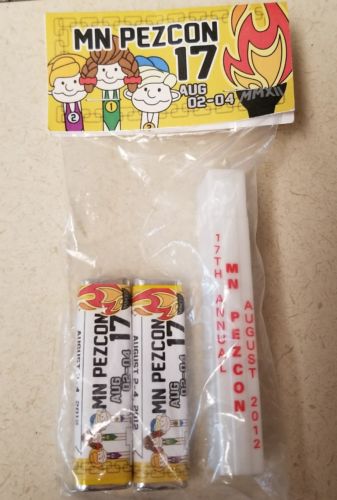 MN PEZCON
17
AUG
02-04
MMXII
2
1
3
MN PEZCON
17
AUG
02-04
AUGUST 2-4, 2012
MN PEZCON
17
AUG
02-04
17TH ANNUAL
MN PEZCON
AUGUST 2012